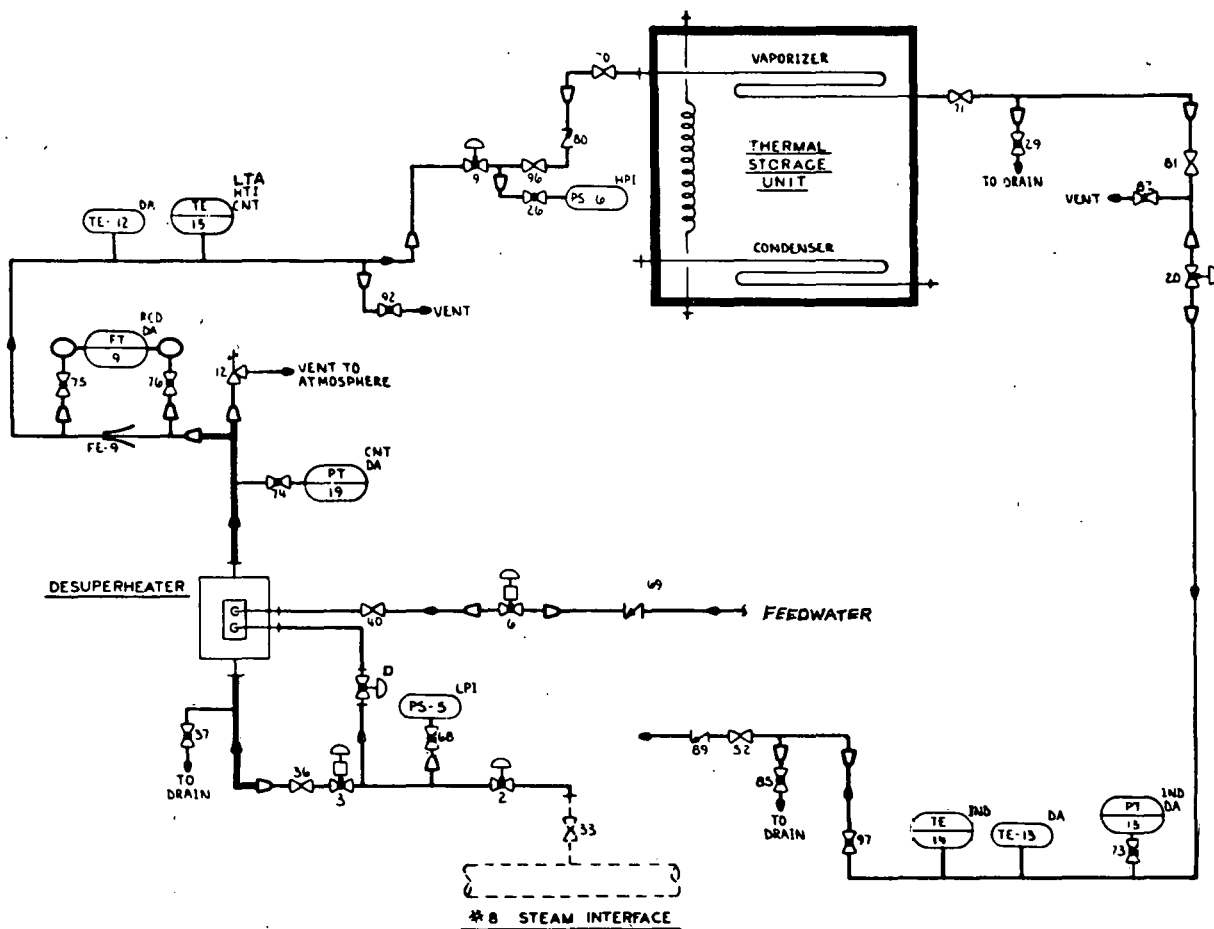 VAPORIZER
THERMAL
STORAGE
UNIT
CONDENSER
71
29
TO DRAIN
81
VENT
20
80
9
96
26
HPI
PS 6
DA
TE-12
LTA
HTI
CNT
TE
15
92
VENT
DA
FT
9
75
76
FE-9
12
VENT TO
ATMOSPHERE
CNT
DA
PT
19
74
DESUPERHEATER
G
G
40
6
69
FEEDWATER
D
LPI
PS-5
68
37
TO
DRAIN
36
3
2
33
#8 STEAM INTERFACE
89
52
85
TO
DRAIN
97
IND
TE
14
DA
TE-13
IND
DA
PT
13
73